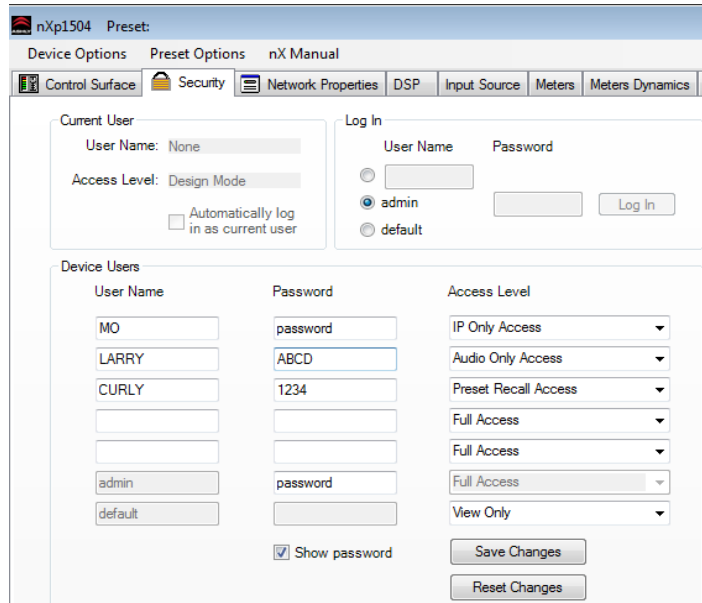 nXp1504 Preset:
Device Options Preset Options nX Manual
Control Surface Security Network Properties DSP Input Source Meters Meters Dynamics
Current User
User Name: None
Access Level: Design Mode
Automatically log
in as current user
Log In
User Name Password
admin
Log In
default
Device Users
User Name Password Access Level
MO password IP Only Access
LARRY ABCD Audio Only Access
CURLY 1234 Preset Recall Access
Full Access
Full Access
admin password Full Access
default View Only
Show password Save Changes
Reset Changes